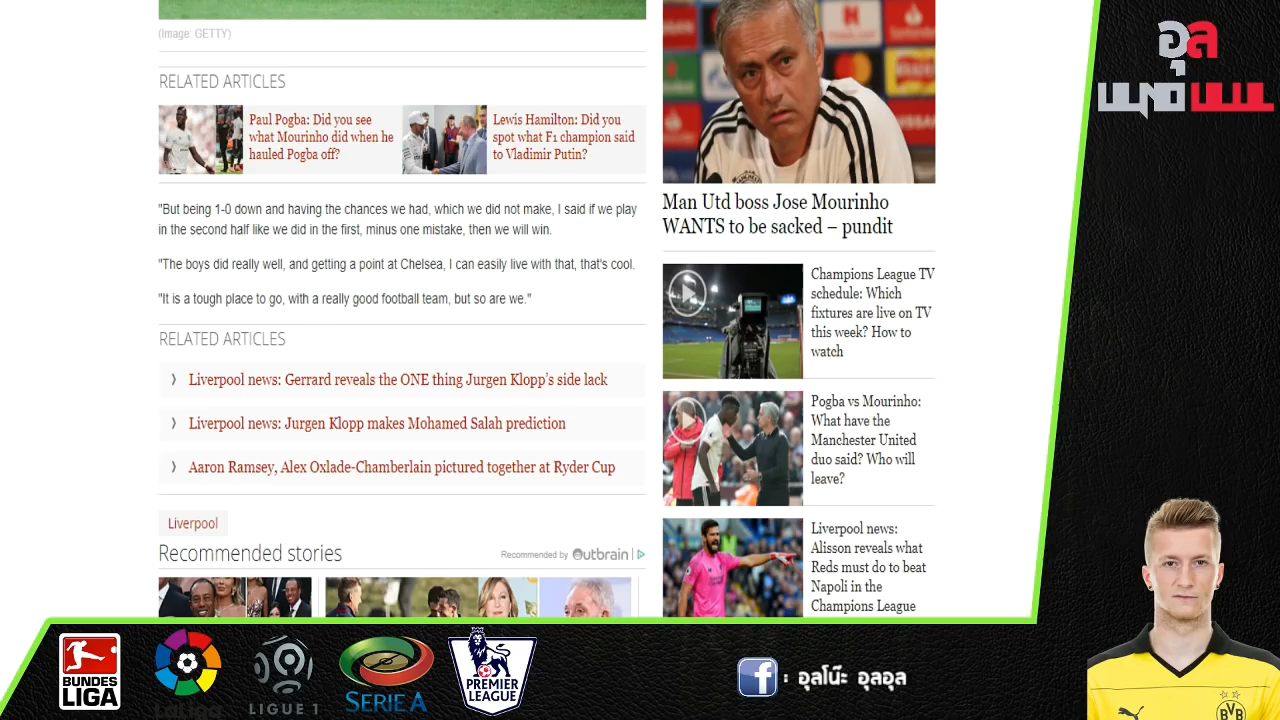 (Image: GETTY)
RELATED ARTICLES
Paul Pogba: Did you see
what Mourinho did when he
hauled Pogba off?
Lewis Hamilton: Did you
spot what F1 champion said
to Vladimir Putin?
"But being 1-0 down and having the chances we had, which we did not make, I said if we play
in the second half like we did in the first, minus one mistake, then we will win.
"The boys did really well, and getting a point at Chelsea, I can easily live with that, that's cool.
"It is a tough place to go, with a really good football team, but so are we."
RELATED ARTICLES
Liverpool news: Gerrard reveals the ONE thing Jurgen Klopp's side lack
Liverpool news: Jurgen Klopp makes Mohamed Salah prediction
Aaron Ramsey, Alex Oxlade-Chamberlain pictured together at Ryder Cup
Liverpool
Recommended stories
Recommended by Outbrain
Man Utd boss Jose Mourinho
WANTS to be sacked – pundit
Champions League TV
schedule: Which
fixtures are live on TV
this week? How to
watch
Pogba vs Mourinho:
What have the
Manchester United
duo said? Who will
leave?
Liverpool news:
Alisson reveals what
Reds must do to beat
Napoli in the
Champions League
อุล
BUNDES
LIGA
LaLiga
LIGUE 1
SERIE A
PREMIER
LEAGUE
f : อุลโน๊ะ อุลอุล
BVB